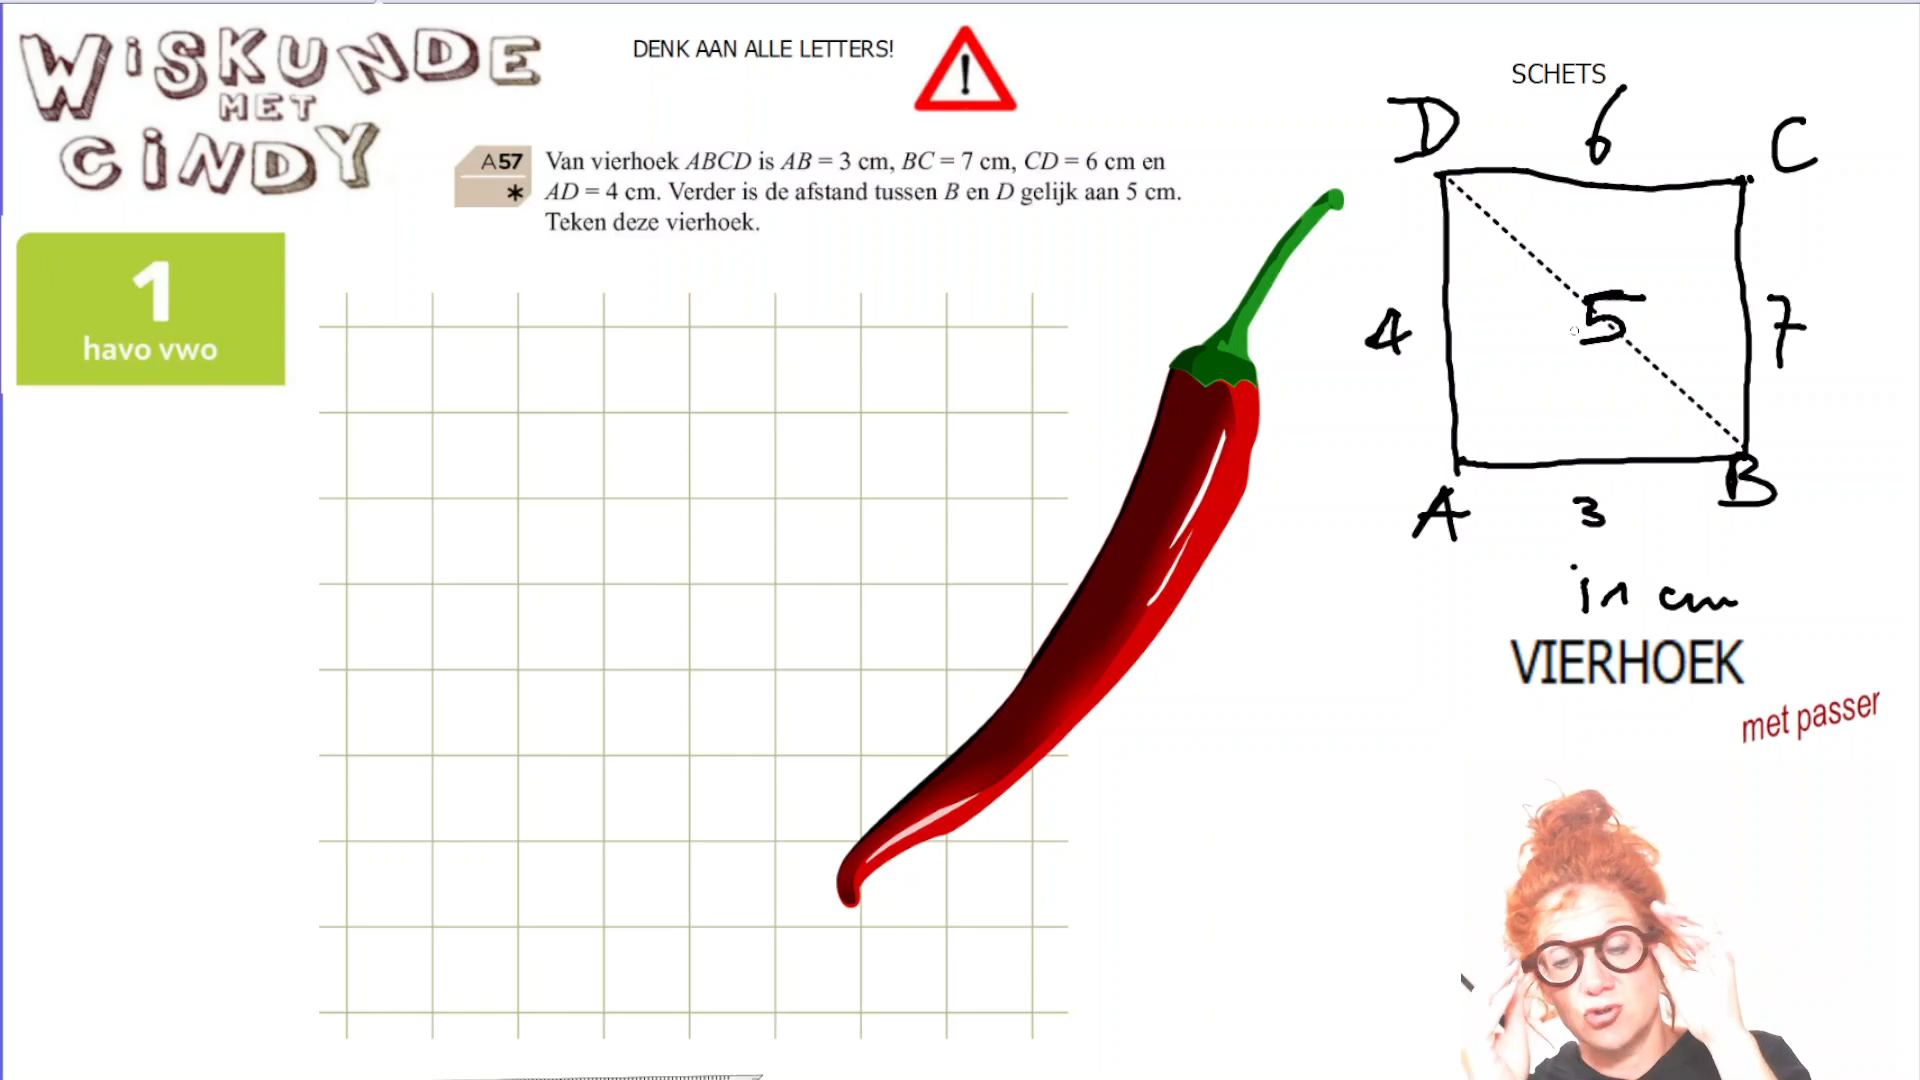 WiSKUNDE
MET
CiNDY
DENK AAN ALLE LETTERS!
!
SCHETS
A57
*
Van vierhoek ABCD is AB = 3 cm, BC = 7 cm, CD = 6 cm en
AD = 4 cm. Verder is de afstand tussen B en D gelijk aan 5 cm.
Teken deze vierhoek.
1
havo vwo
D 6 C
4 5 7
A 3 B
in cm
VIERHOEK
met passer